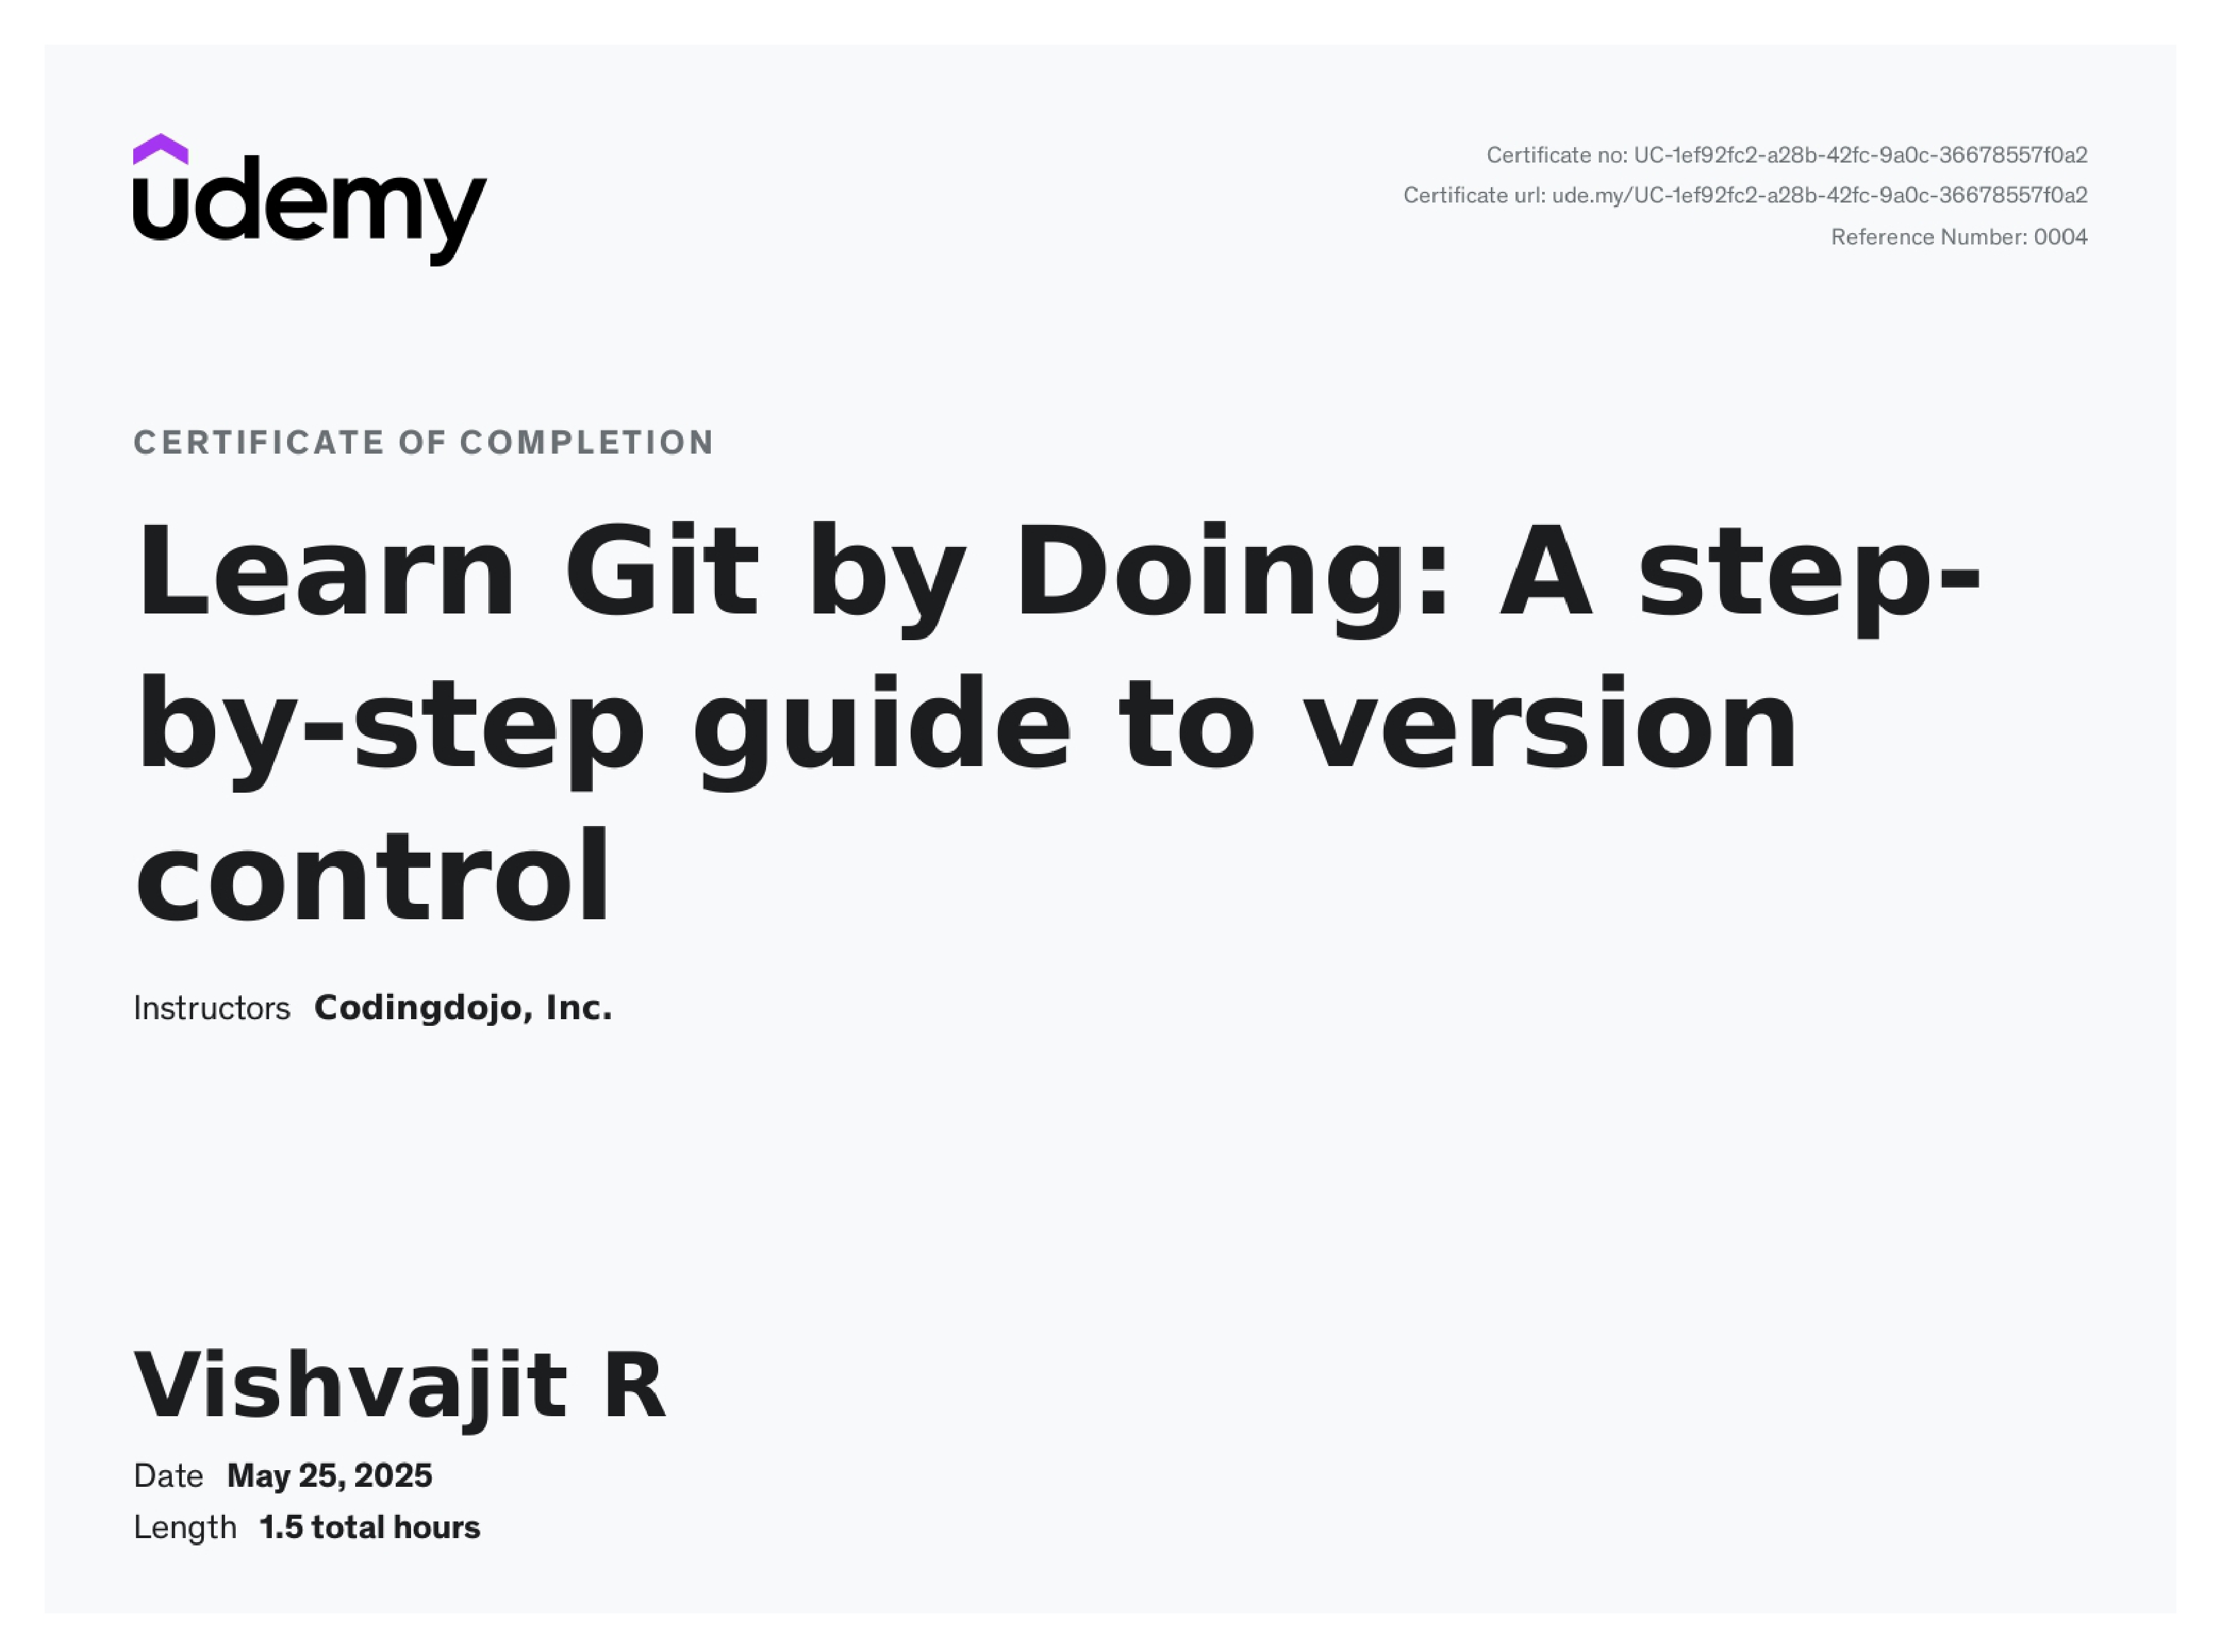 udemy
Certificate no: UC-1ef92fc2-a28b-42fc-9a0c-36678557f0a2
Certificate url: ude.my/UC-1ef92fc2-a28b-42fc-9a0c-36678557f0a2
Reference Number: 0004
CERTIFICATE OF COMPLETION
Learn Git by Doing: A step-
by-step guide to version
control
Instructors Codingdojo, Inc.
Vishvajit R
Date May 25, 2025
Length 1.5 total hours